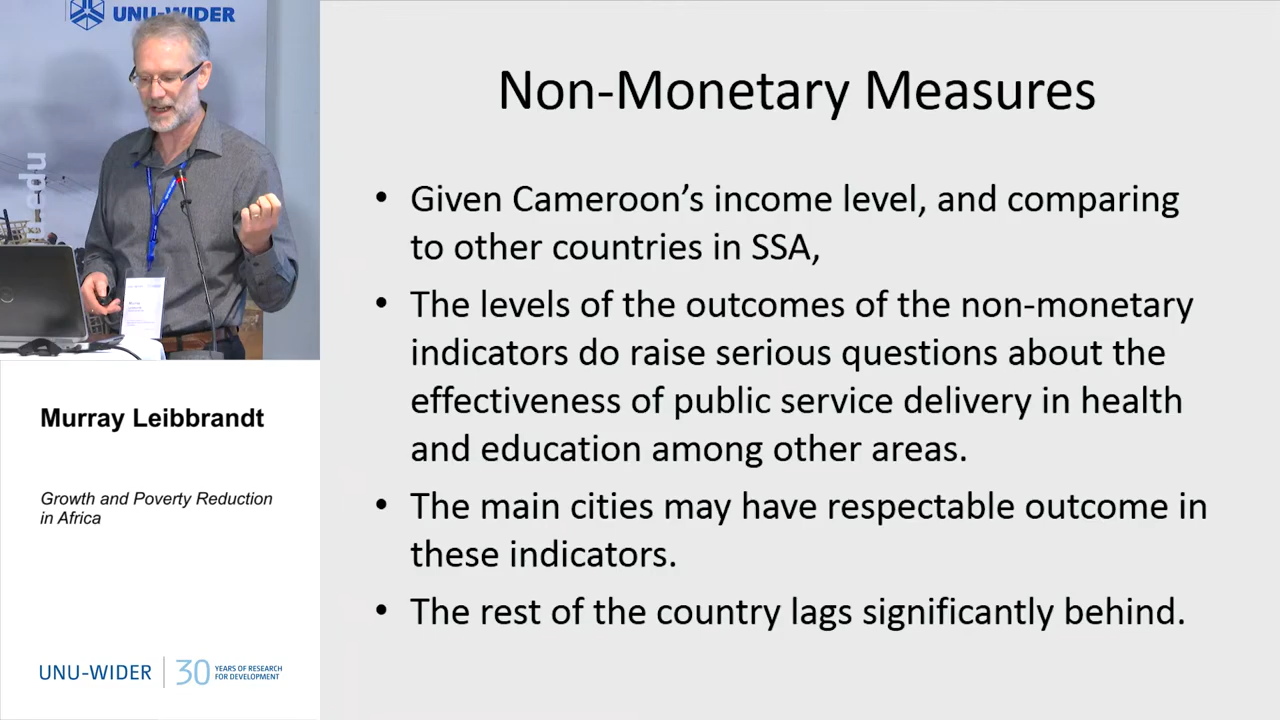 UNU-WIDER
.edu
Non-Monetary Measures
• Given Cameroon’s income level, and comparing
to other countries in SSA,
• The levels of the outcomes of the non-monetary
indicators do raise serious questions about the
effectiveness of public service delivery in health
and education among other areas.
• The main cities may have respectable outcome in
these indicators.
• The rest of the country lags significantly behind.
Murray Leibbrandt
Growth and Poverty Reduction
in Africa
UNU-WIDER
30 YEARS OF RESEARCH
FOR DEVELOPMENT